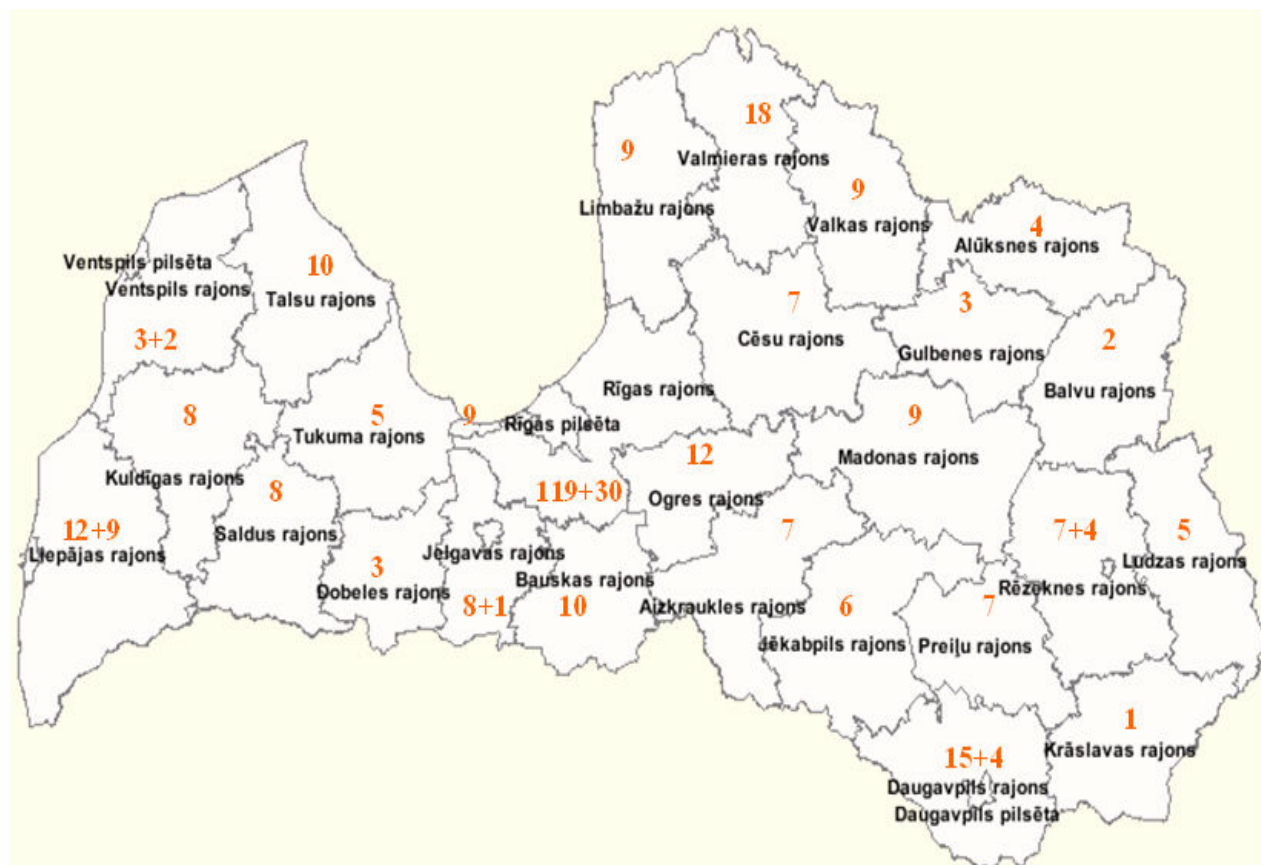 18
Valmieras rajons
9
Limbažu rajons
9
Valkas rajons
4
Alūksnes rajons
Ventspils pilsēta
Ventspils rajons
3+2
10
Talsu rajons
7
Cēsu rajons
3
Gulbenes rajons
2
Balvu rajons
8
Kuldīgas rajons
5
Tukuma rajons
9
Rīgas rajons
Rīgas pilsēta
119+30
12
Ogres rajons
9
Madonas rajons
12+9
Liepājas rajons
8
Saldus rajons
3
Dobeles rajons
Jelgavas rajons
8+1
Bauskas rajons
10
7
Aizkraukles rajons
6
Jēkabpils rajons
7
Preiļu rajons
7+4
Rēzeknes rajons
5
Ludzas rajons
1
Krāslavas rajons
15+4
Daugavpils rajons
Daugavpils pilsēta